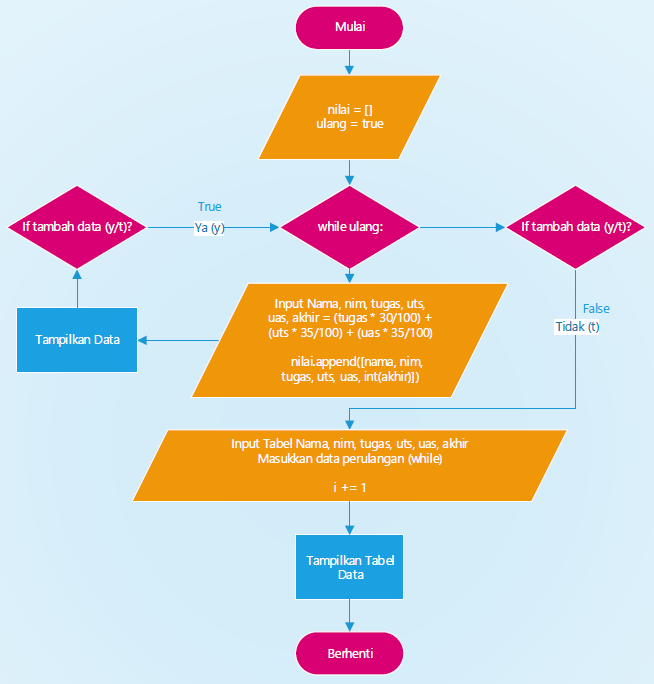 Mulai
nilai = []
ulang = true
If tambah data (y/t)?
True
Ya (y)
while ulang:
If tambah data (y/t)?
Input Nama, nim, tugas, uts,
uas, akhir = (tugas * 30/100) +
(uts * 35/100) + (uas * 35/100)
nilai.append([nama, nim,
tugas, uts, uas, int(akhir)])
Tampilkan Data
False
Tidak (t)
Input Tabel Nama, nim, tugas, uts, uas, akhir
Masukkan data perulangan (while)
i += 1
Tampilkan Tabel
Data
Berhenti